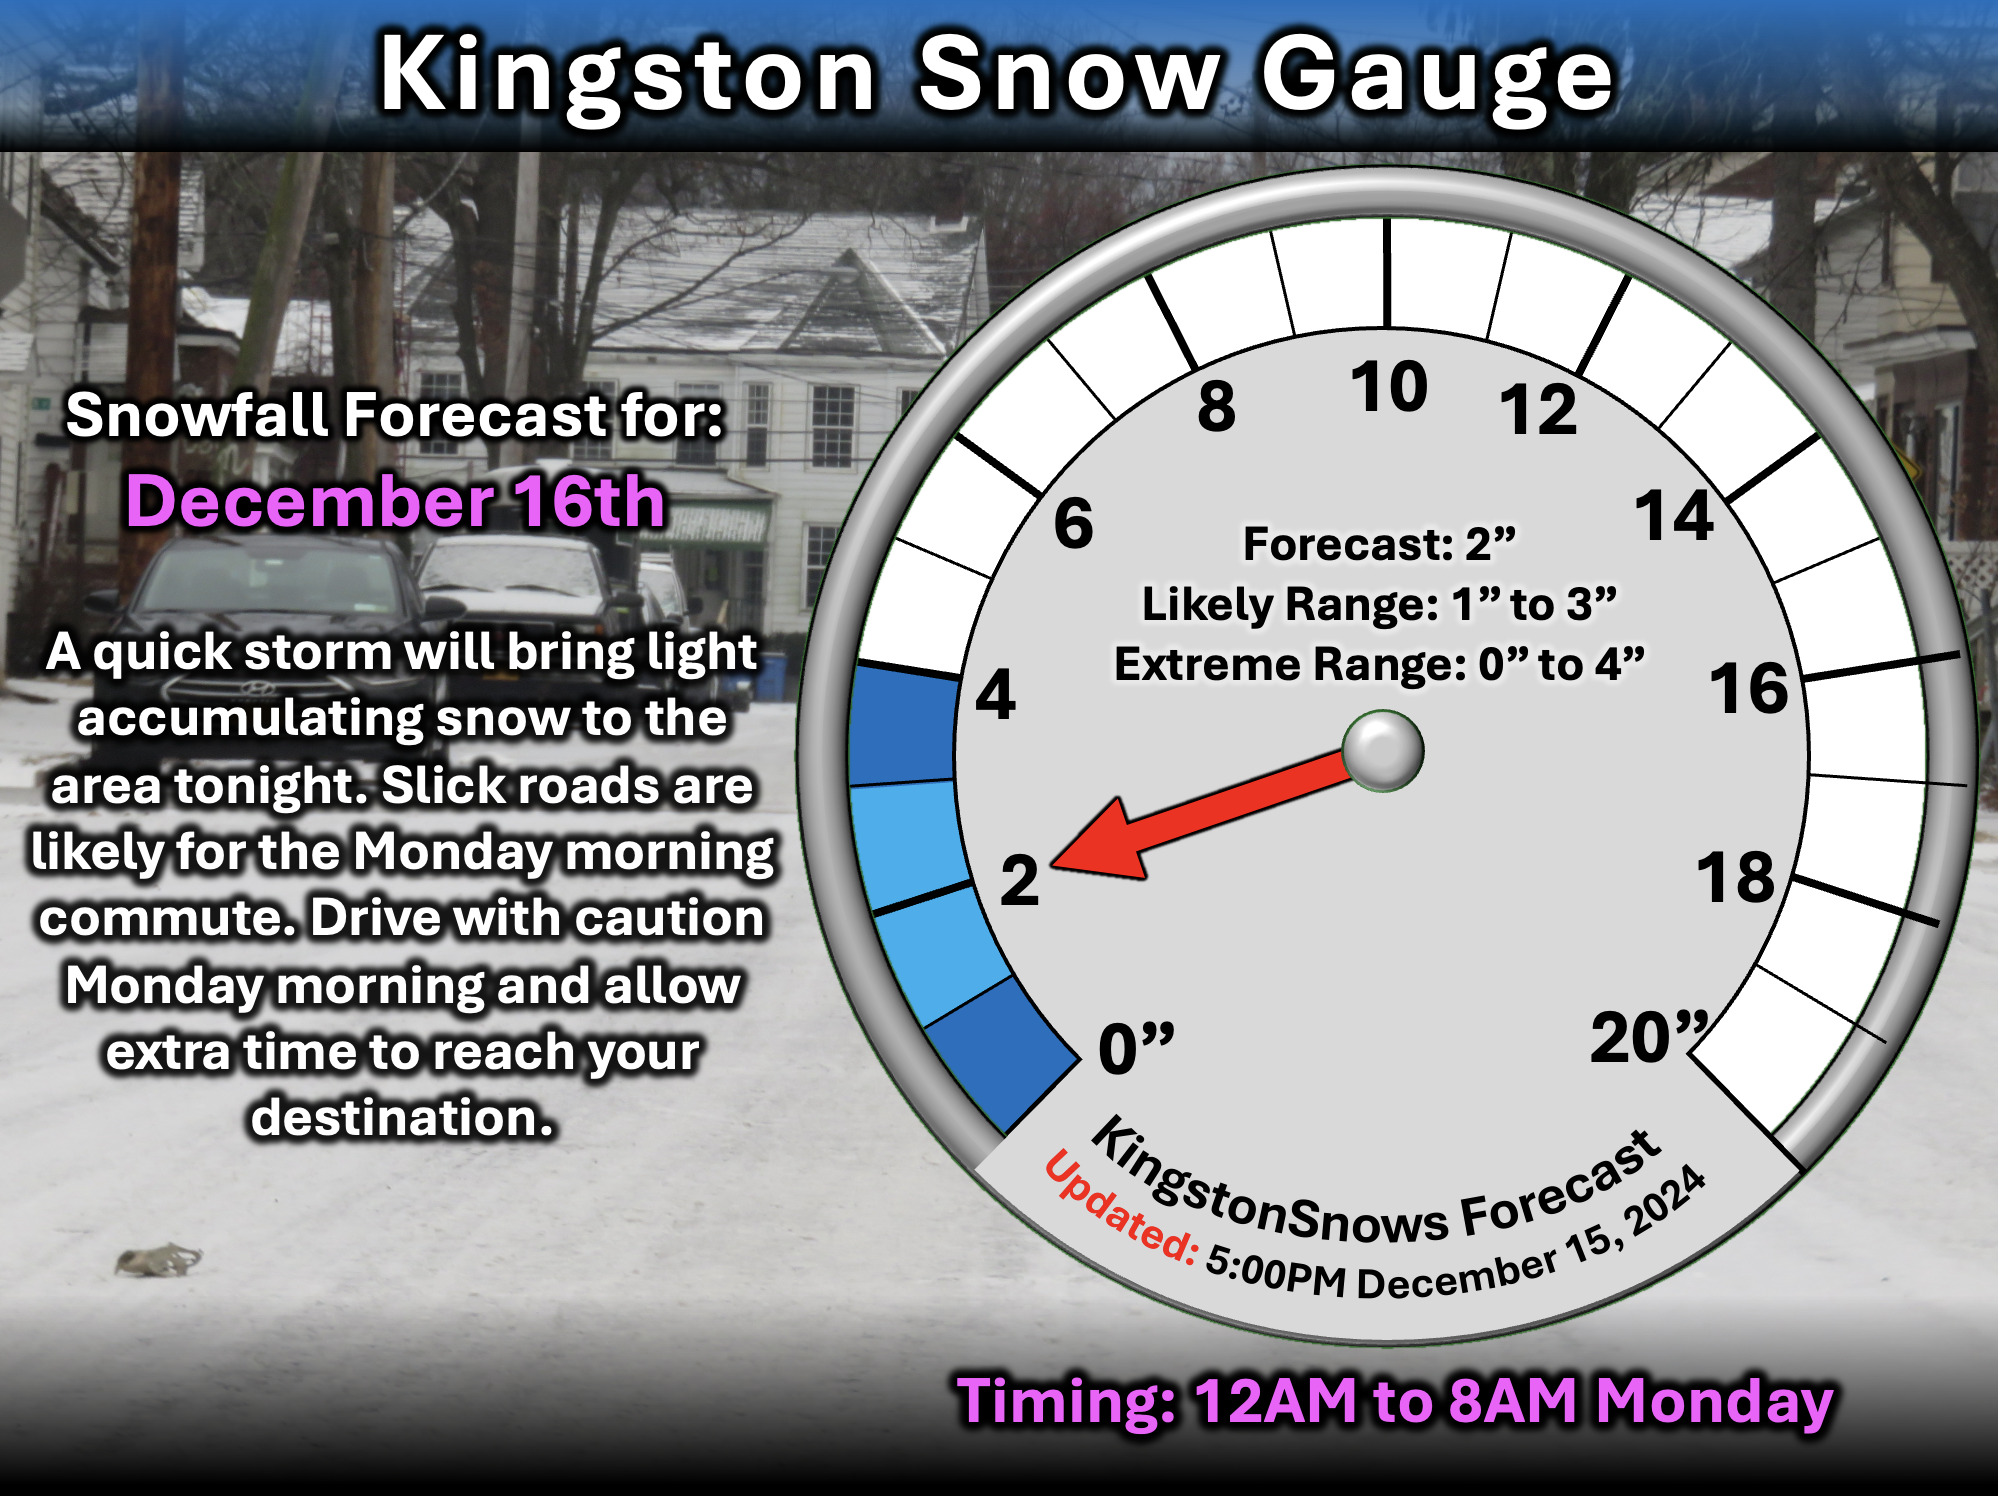 Kingston Snow Gauge
Snowfall Forecast for:
December 16th
A quick storm will bring light
accumulating snow to the
area tonight. Slick roads are
likely for the Monday morning
commute. Drive with caution
Monday morning and allow
extra time to reach your
destination.
0”
2
4
6
8
10
12
14
16
18
20”
Forecast: 2”
Likely Range: 1” to 3”
Extreme Range: 0” to 4”
KingstonSnows Forecast
Updated: 5:00PM December 15, 2024
Timing: 12AM to 8AM Monday